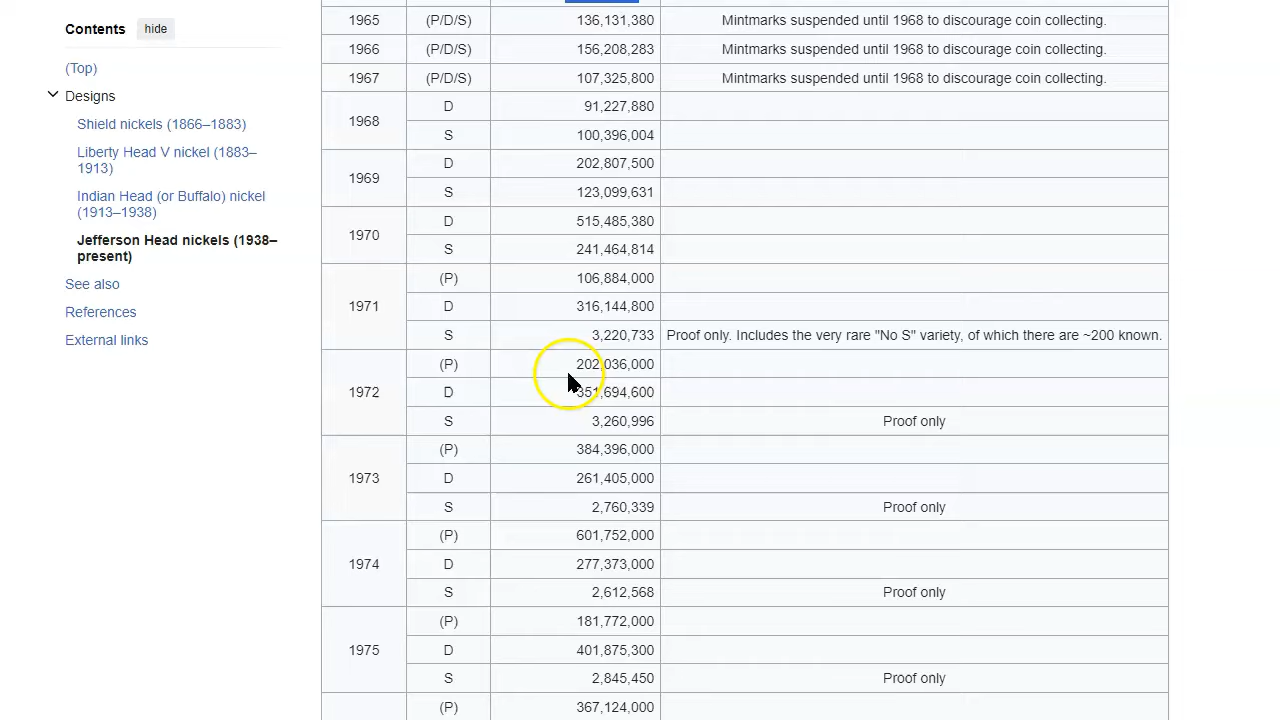 Contents hide
(Top)
Designs
Shield nickels (1866–1883)
Liberty Head V nickel (1883–
1913)
Indian Head (or Buffalo) nickel
(1913–1938)
Jefferson Head nickels (1938–
present)
See also
References
External links
1965 (P/D/S) 136,131,380 Mintmarks suspended until 1968 to discourage coin collecting.
1966 (P/D/S) 156,208,283 Mintmarks suspended until 1968 to discourage coin collecting.
1967 (P/D/S) 107,325,800 Mintmarks suspended until 1968 to discourage coin collecting.
1968 D 91,227,880
S 100,396,004
1969 D 202,807,500
S 123,099,631
1970 D 515,485,380
S 241,464,814
1971 (P) 106,884,000
D 316,144,800
S 3,220,733 Proof only. Includes the very rare "No S" variety, of which there are ~200 known.
1972 (P) 202,036,000
D 351,694,600
S 3,260,996 Proof only
1973 (P) 384,396,000
D 261,405,000
S 2,760,339 Proof only
1974 (P) 601,752,000
D 277,373,000
S 2,612,568 Proof only
1975 (P) 181,772,000
D 401,875,300
S 2,845,450 Proof only
(P) 367,124,000